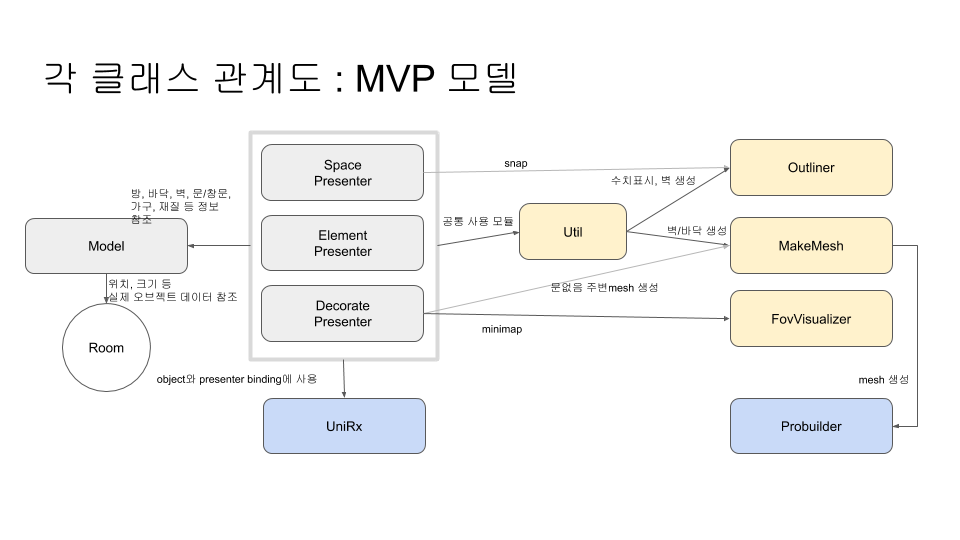 각 클래스 관계도 : MVP 모델
Space
Presenter
snap
Outliner
수치표시, 벽 생성
방, 바닥, 벽, 문/창문,
가구, 재질 등 정보
참조
Model
Element
Presenter
공통 사용 모듈
Util
벽/바닥 생성
MakeMesh
위치, 크기 등
실제 오브젝트 데이터 참조
문없음 주변mesh 생성
Decorate
Presenter
minimap
FovVisualizer
Room
object와 presenter binding에 사용
mesh 생성
UniRx
Probuilder